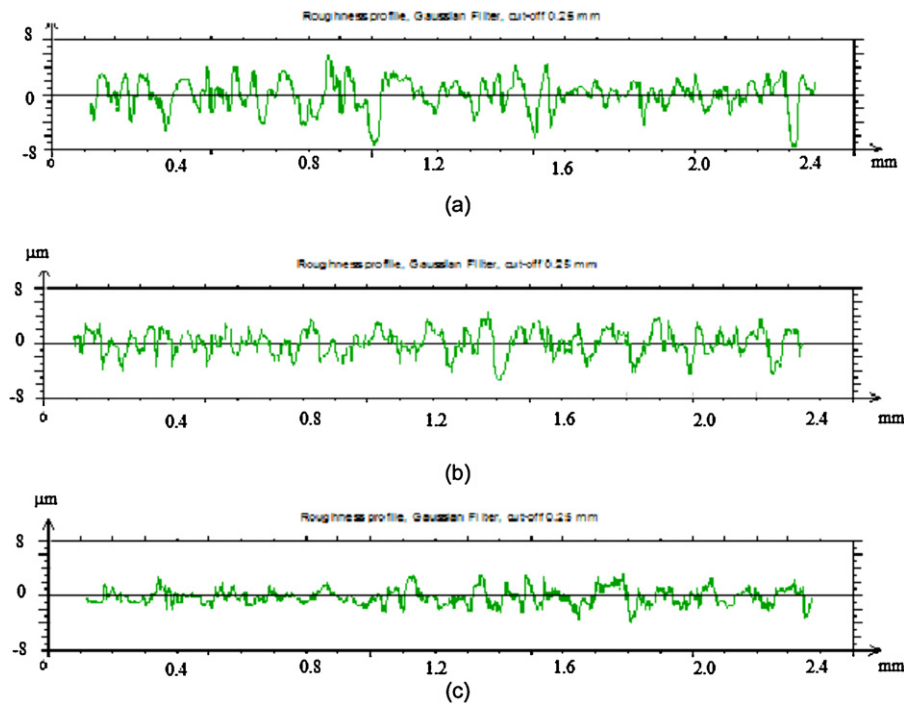 Roughness profile, Gaussian Filter, cut-off 0.25 mm
8
0
-8
0 0.4 0.8 1.2 1.6 2.0 2.4
mm
(a)
µm
Roughness profile, Gaussian Filter, cut-off 0.25 mm
8
0
-8
0 0.4 0.8 1.2 1.6 2.0 2.4 mm
(b)
µm
Roughness profile, Gaussian Filter, cut-off 0.25 mm
8
0
-8
0 0.4 0.8 1.2 1.6 2.0 2.4 mm
(c)